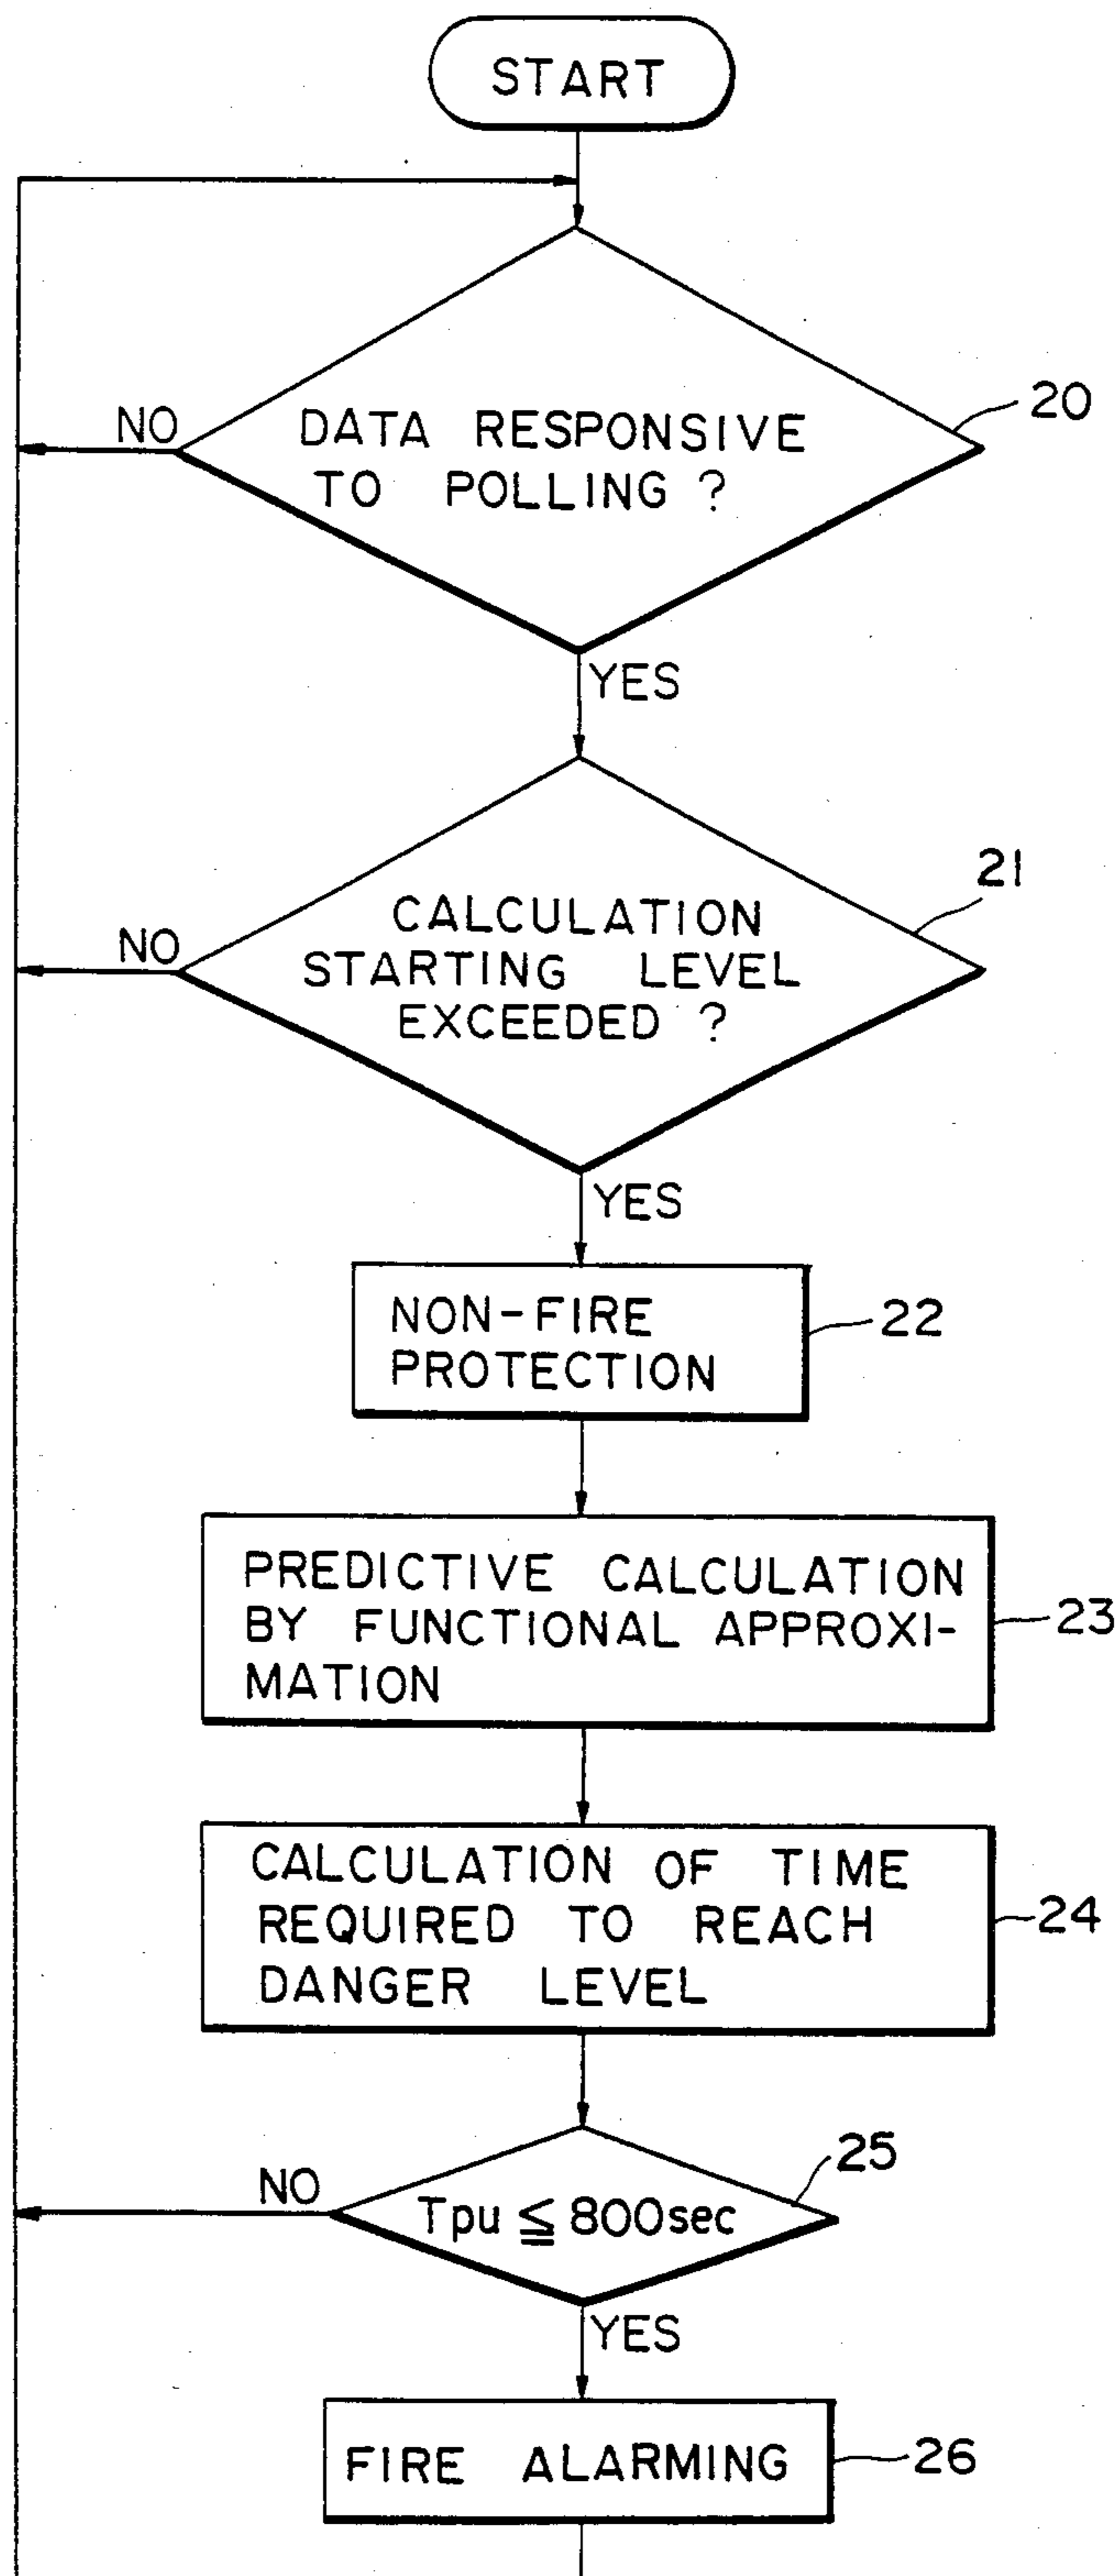 START
20
NO
DATA RESPONSIVE
TO POLLING ?
YES
21
NO
CALCULATION
STARTING LEVEL
EXCEEDED ?
YES
NON-FIRE
PROTECTION
22
PREDICTIVE CALCULATION
BY FUNCTIONAL APPROXI-
MATION
23
CALCULATION OF TIME
REQUIRED TO REACH
DANGER LEVEL
24
25
NO
Tpu ≦ 800sec
YES
FIRE ALARMING
26